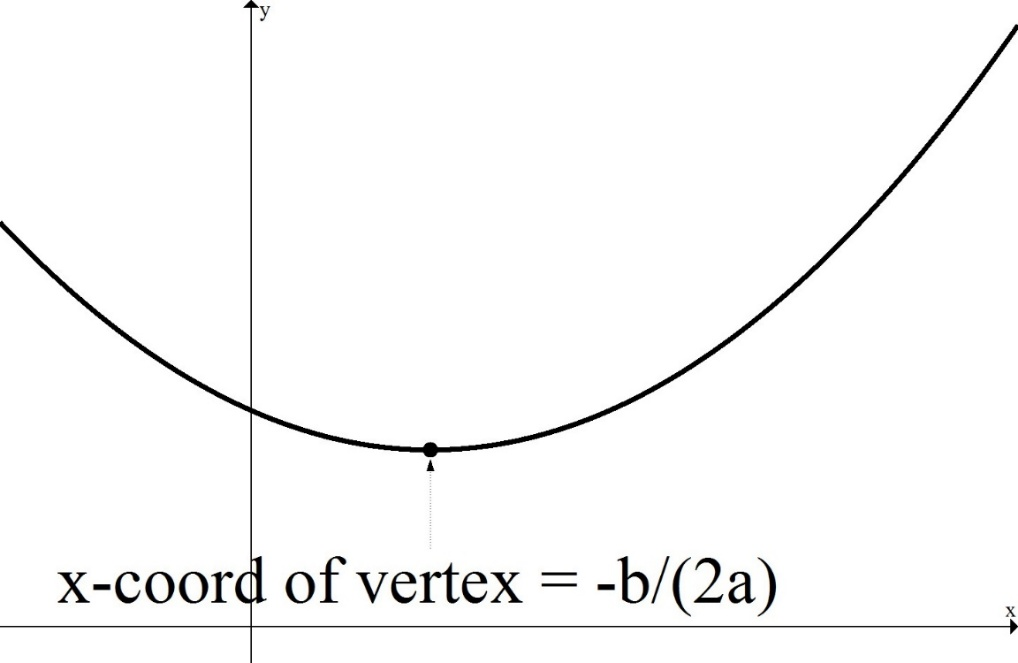 y
x-coord of vertex = -b/(2a)
x